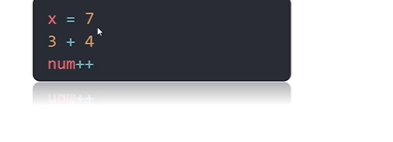 x = 7
3 + 4
num++